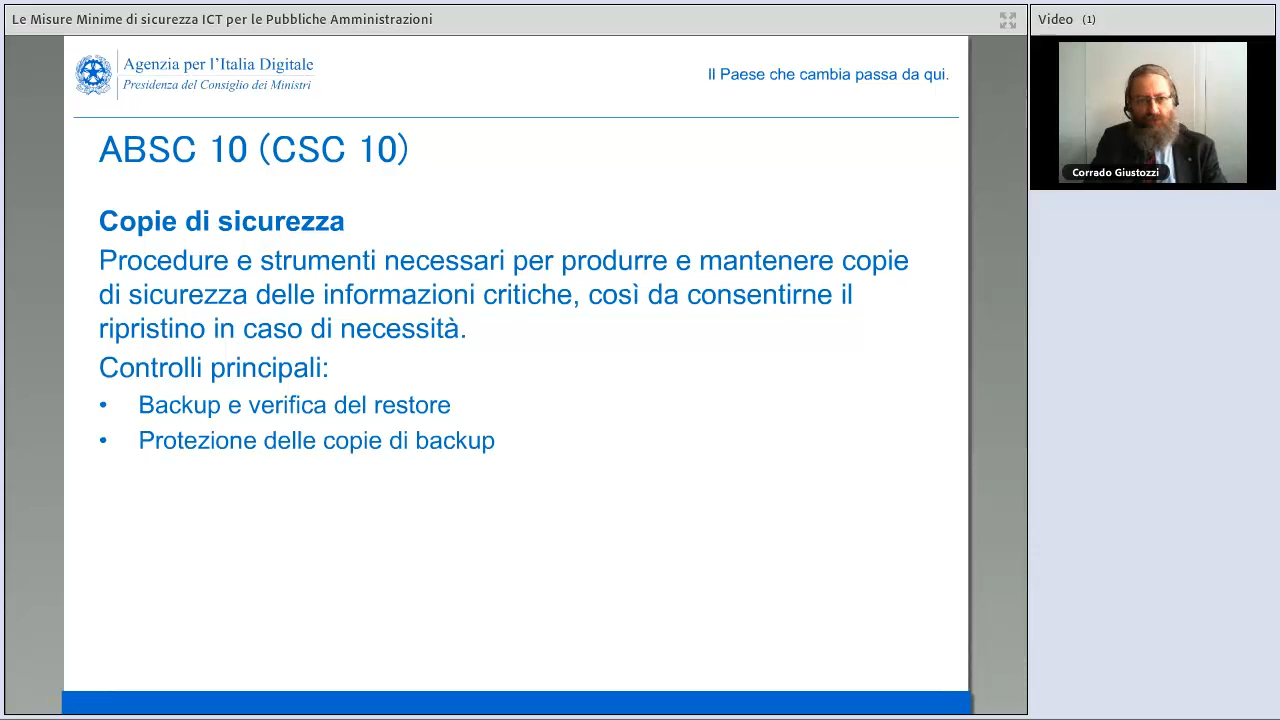 Le Misure Minime di sicurezza ICT per le Pubbliche Amministrazioni
Video (1)
Agenzia per l'Italia Digitale
Presidenza del Consiglio dei Ministri
Il Paese che cambia passa da qui.
Corrado Giustozzi
ABSC 10 (CSC 10)
Copie di sicurezza
Procedure e strumenti necessari per produrre e mantenere copie
di sicurezza delle informazioni critiche, così da consentirne il
ripristino in caso di necessità.
Controlli principali:
• Backup e verifica del restore
• Protezione delle copie di backup